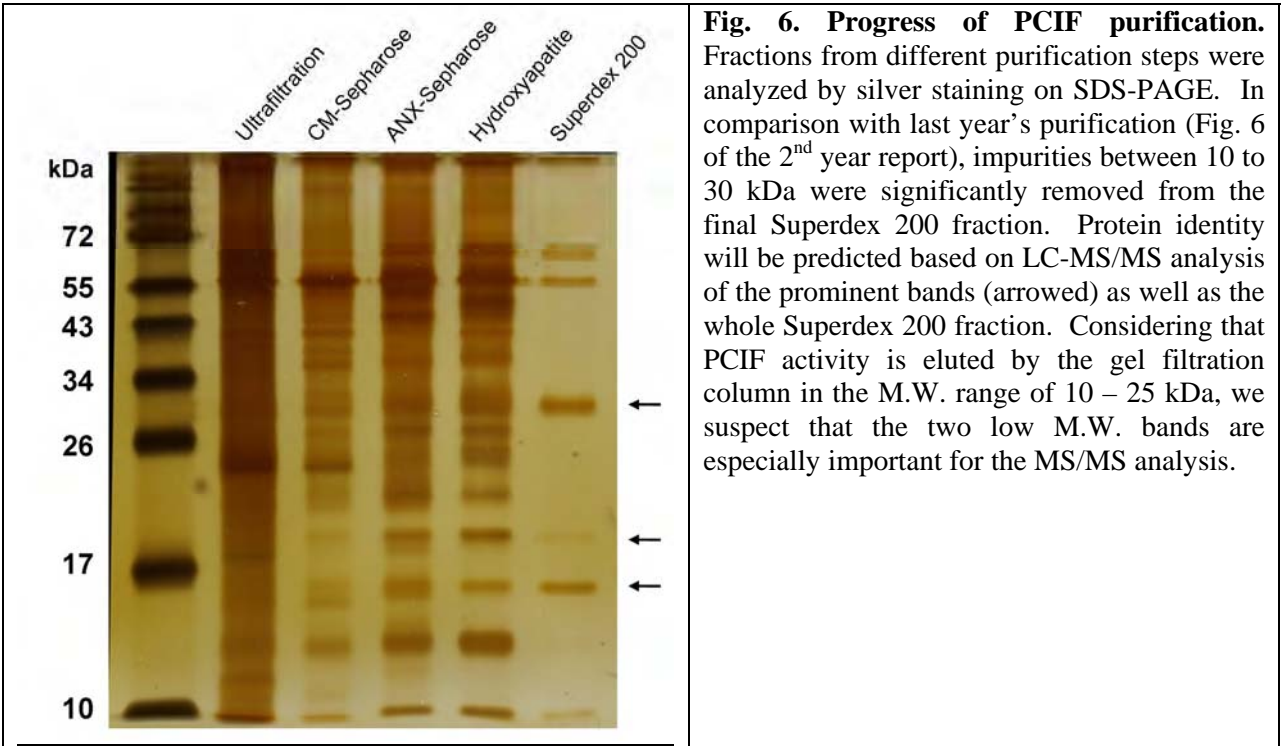 Ultrafiltration
CM-Sepharose
ANX-Sepharose
Hydroxyapatite
Superdex 200
kDa
72
55
43
34
26
17
10
Fig. 6. Progress of PCIF purification.
Fractions from different purification steps were
analyzed by silver staining on SDS-PAGE. In
comparison with last year's purification (Fig. 6
of the 2nd year report), impurities between 10 to
30 kDa were significantly removed from the
final Superdex 200 fraction. Protein identity
will be predicted based on LC-MS/MS analysis
of the prominent bands (arrowed) as well as the
whole Superdex 200 fraction. Considering that
PCIF activity is eluted by the gel filtration
column in the M.W. range of 10 – 25 kDa, we
suspect that the two low M.W. bands are
especially important for the MS/MS analysis.